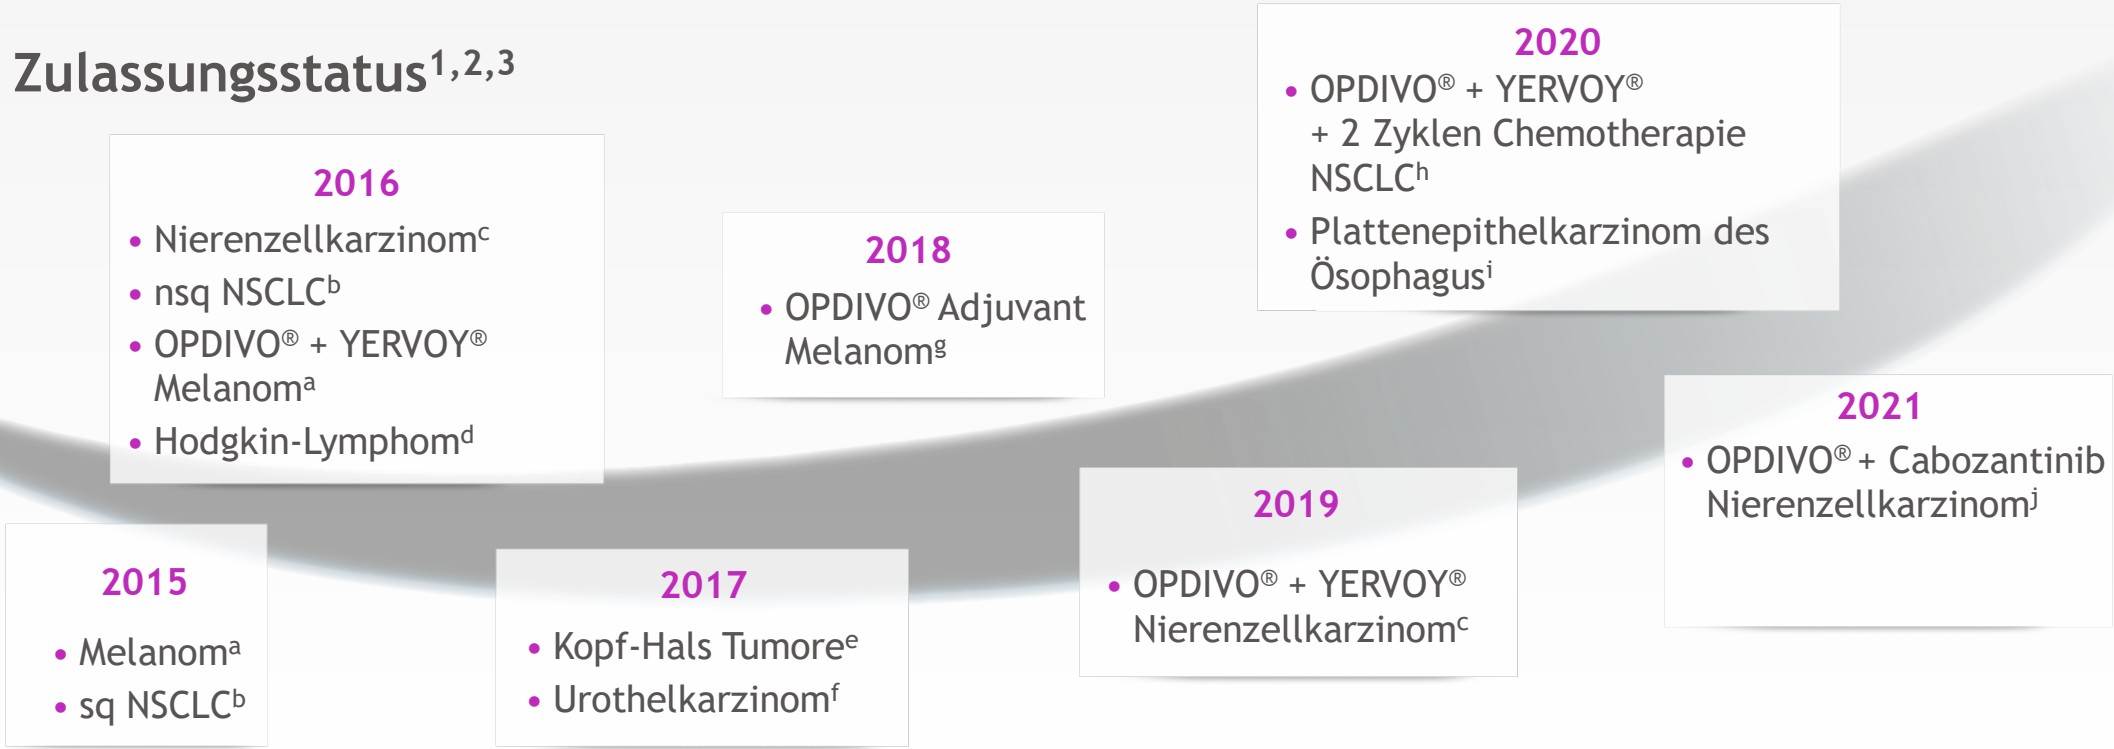 Zulassungsstatus¹,²,³
2015
• Melanomᵃ
• sq NSCLCᵇ
2016
• Nierenzellkarzinomᶜ
• nsq NSCLCᵇ
• OPDIVO® + YERVOY®
Melanomᵃ
• Hodgkin-Lymphomᵈ
2017
• Kopf-Hals Tumoreᵉ
• Urothelkarzinomᶠ
2018
• OPDIVO® Adjuvant
Melanomᵍ
2019
• OPDIVO® + YERVOY®
Nierenzellkarzinomᶜ
2020
• OPDIVO® + YERVOY®
+ 2 Zyklen Chemotherapie
NSCLCʰ
• Plattenepithelkarzinom des
Ösophagusⁱ
2021
• OPDIVO® + Cabozantinib
Nierenzellkarzinomʲ